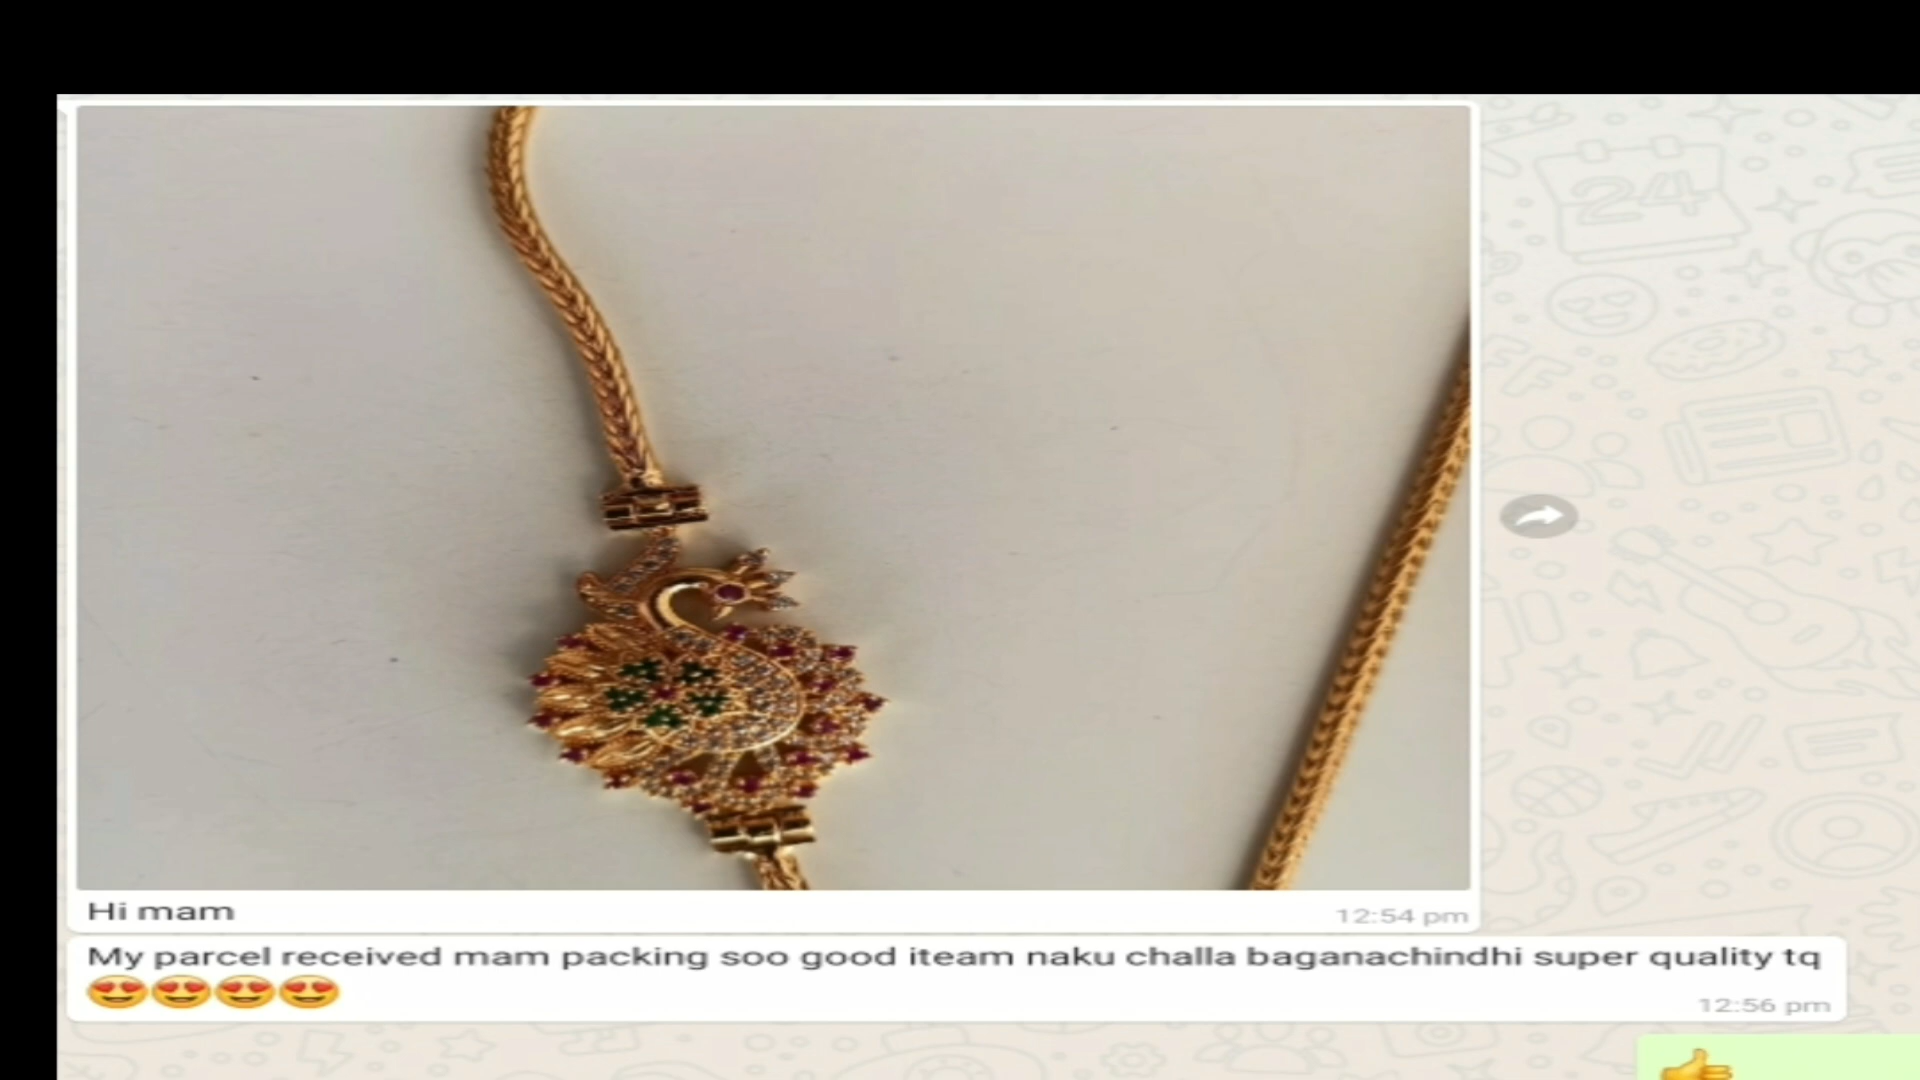 24
Hi mam
12:54 pm
My parcel received mam packing soo good iteam naku challa baganachindhi super quality tq
😍😍😍😍
12:56 pm
👍